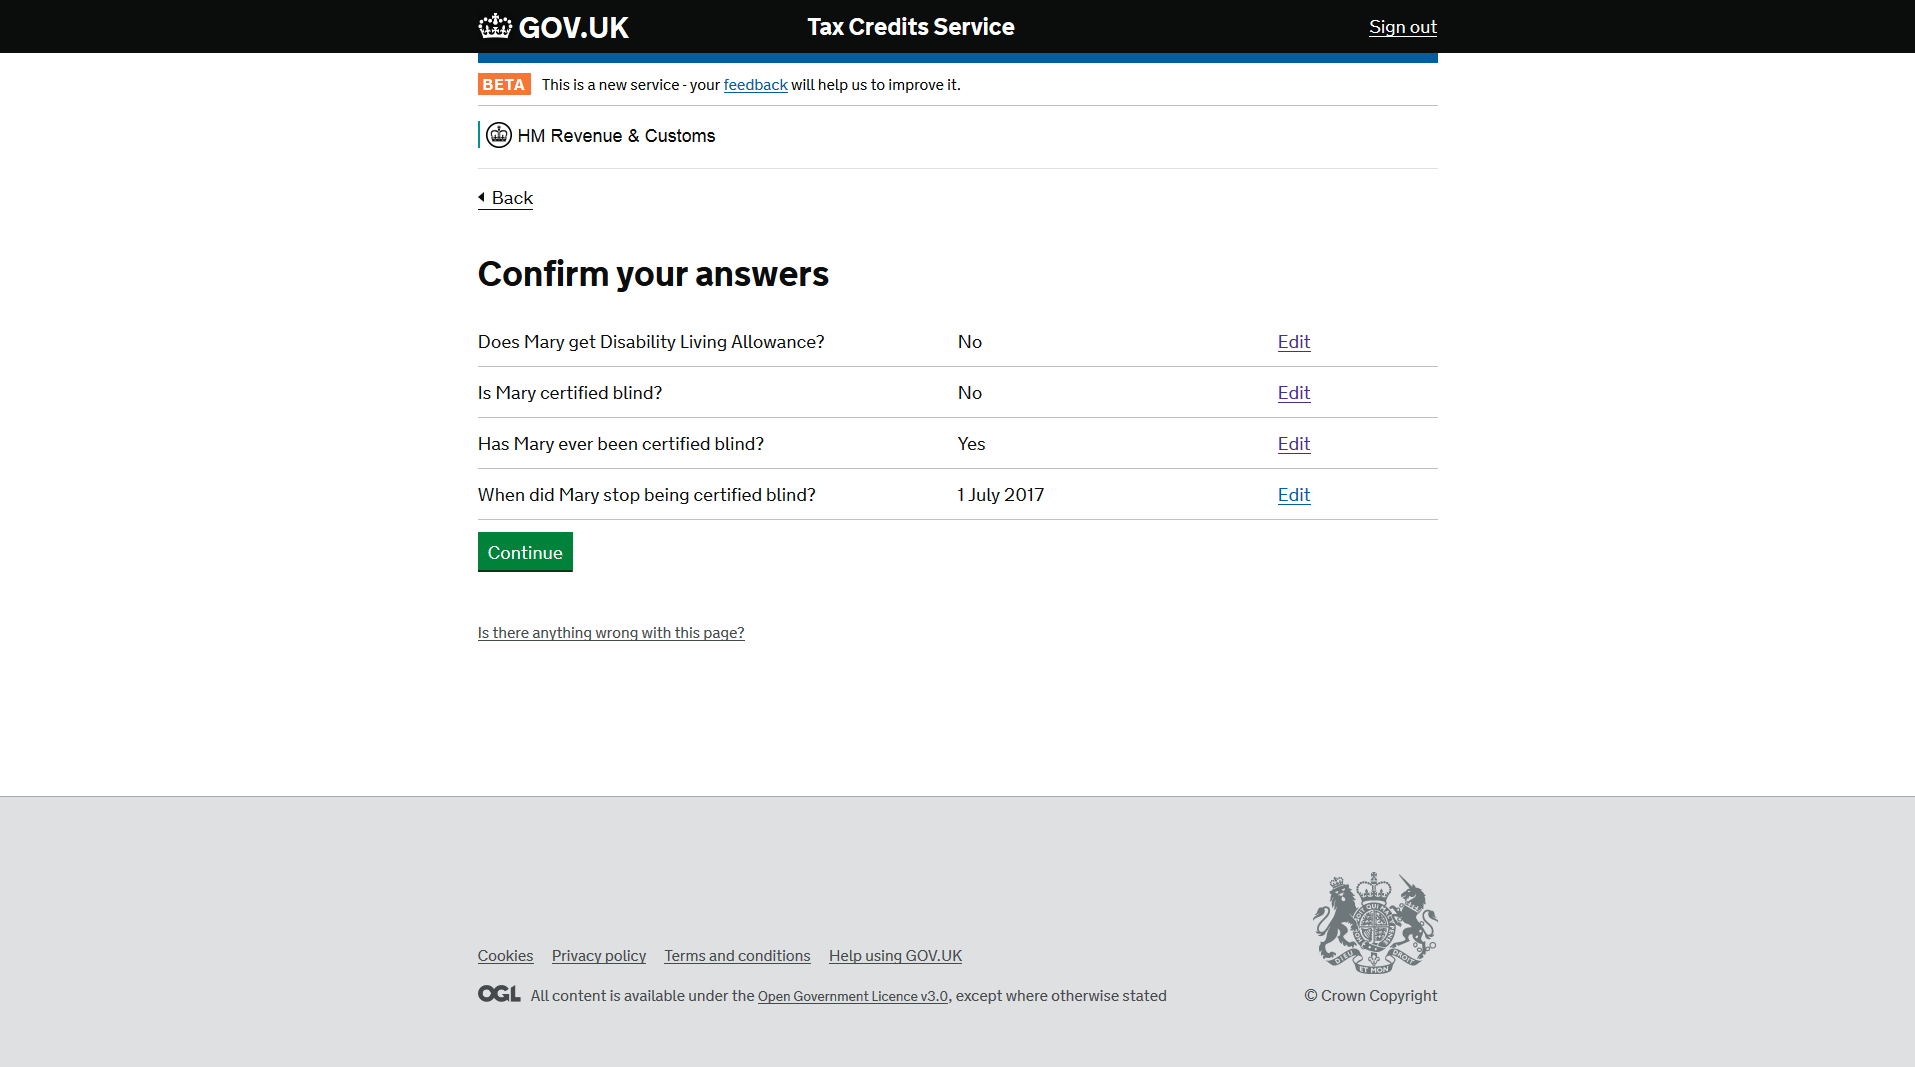 GOV.UK Tax Credits Service Sign out
BETA This is a new service - your feedback will help us to improve it.
HM Revenue & Customs
Back
Confirm your answers
Does Mary get Disability Living Allowance? No Edit
Is Mary certified blind? No Edit
Has Mary ever been certified blind? Yes Edit
When did Mary stop being certified blind? 1 July 2017 Edit
Continue
Is there anything wrong with this page?
Cookies Privacy policy Terms and conditions Help using GOV.UK
OGL All content is available under the Open Government Licence v3.0, except where otherwise stated
DIEU ET MON DROIT
© Crown Copyright